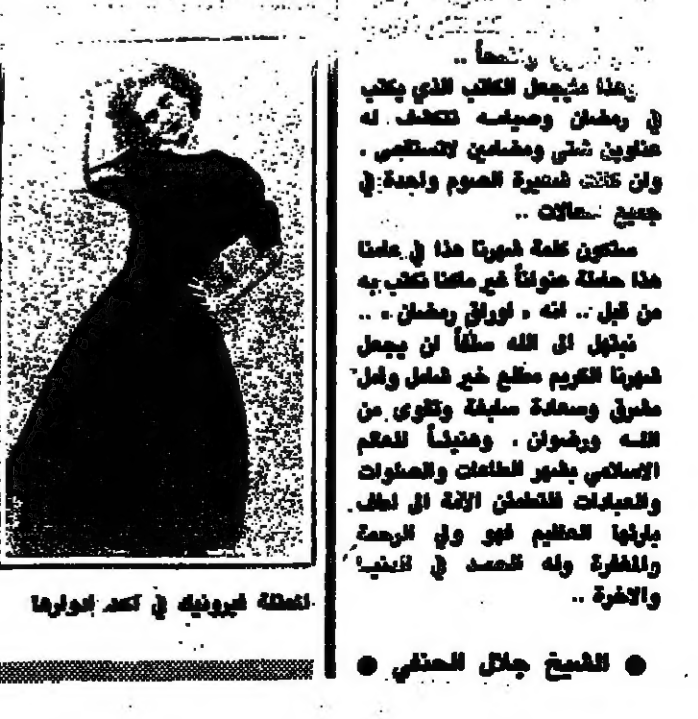 وهذا مايجعل الكاتب الذي يكتب
في رمضان وصيامه تتكشف له
عناوين شتى ومضامين لاتستقصى .
وان كانت شعيرة الصوم واحدة في
جميع الحالات ..
ستكون كلمة شهرنا هذا في عامنا
هذا حاملة عنواناً غير ماكنا نكتب به
من قبل .. انه « اوراق رمضان » ..
نبتهل الى الله سلفاً ان يجعل
شهرنا الكريم مطلع خير شامل وامل
مشرق وسعادة سابغة وتقوى من
الله ورضوان . وهنيئاً للعالم
الاسلامي بشهر الطاعات والصلوات
والعبادات فلتطمئن الامة الى
بارئها العظيم فهو ولي الرحمة
والمغفرة وله الحمد في الدنيا
والاخرة ..
● الشيخ جلال الحنفي ●
الممثلة فيرونيك في احد ادوارها